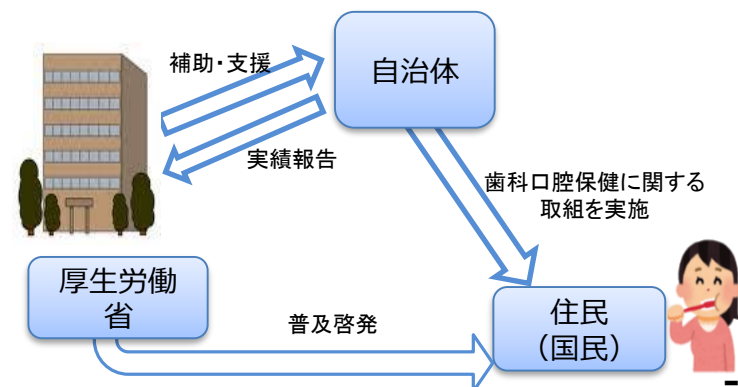 補助・支援
自治体
実績報告
歯科口腔保健に関する
取組を実施
厚生労働
省
普及啓発
住民
（国民）